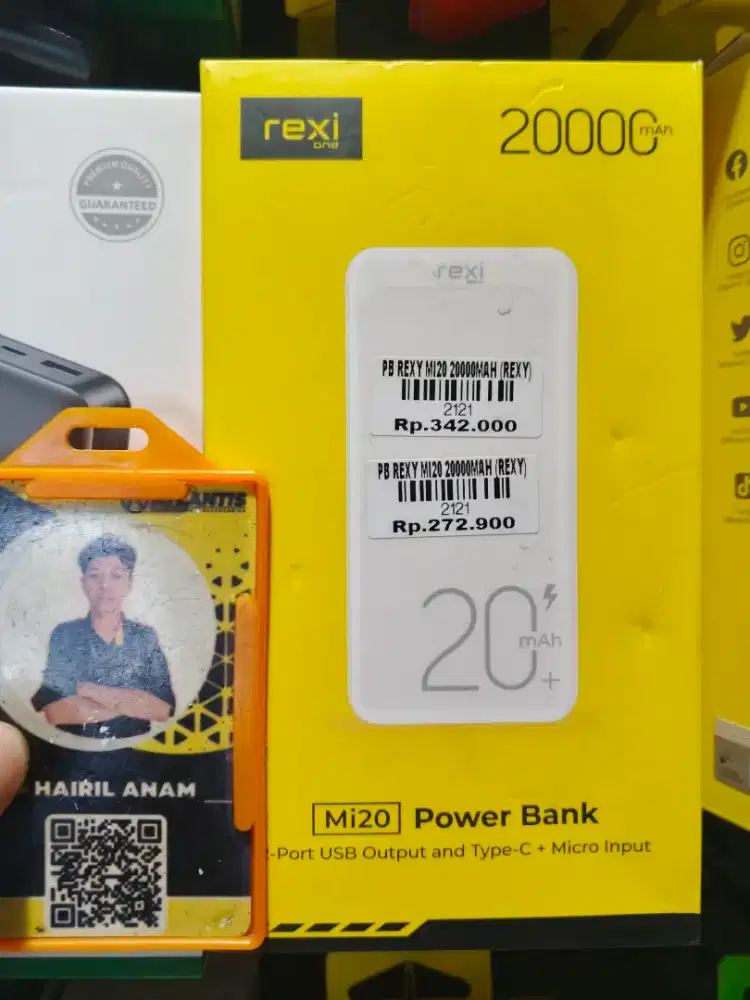 PREMIUM QUALITY
GUARANTEED
rexi
one
20000 mAh
rexi
PB REXY MI20 20000MAH (REXY)
2121
Rp.342.000
PB REXY MI20 20000MAH (REXY)
2121
Rp.272.900
20 mAh
+
Mi20 Power Bank
-Port USB Output and Type-C + Micro Input
HAIRIL ANAM